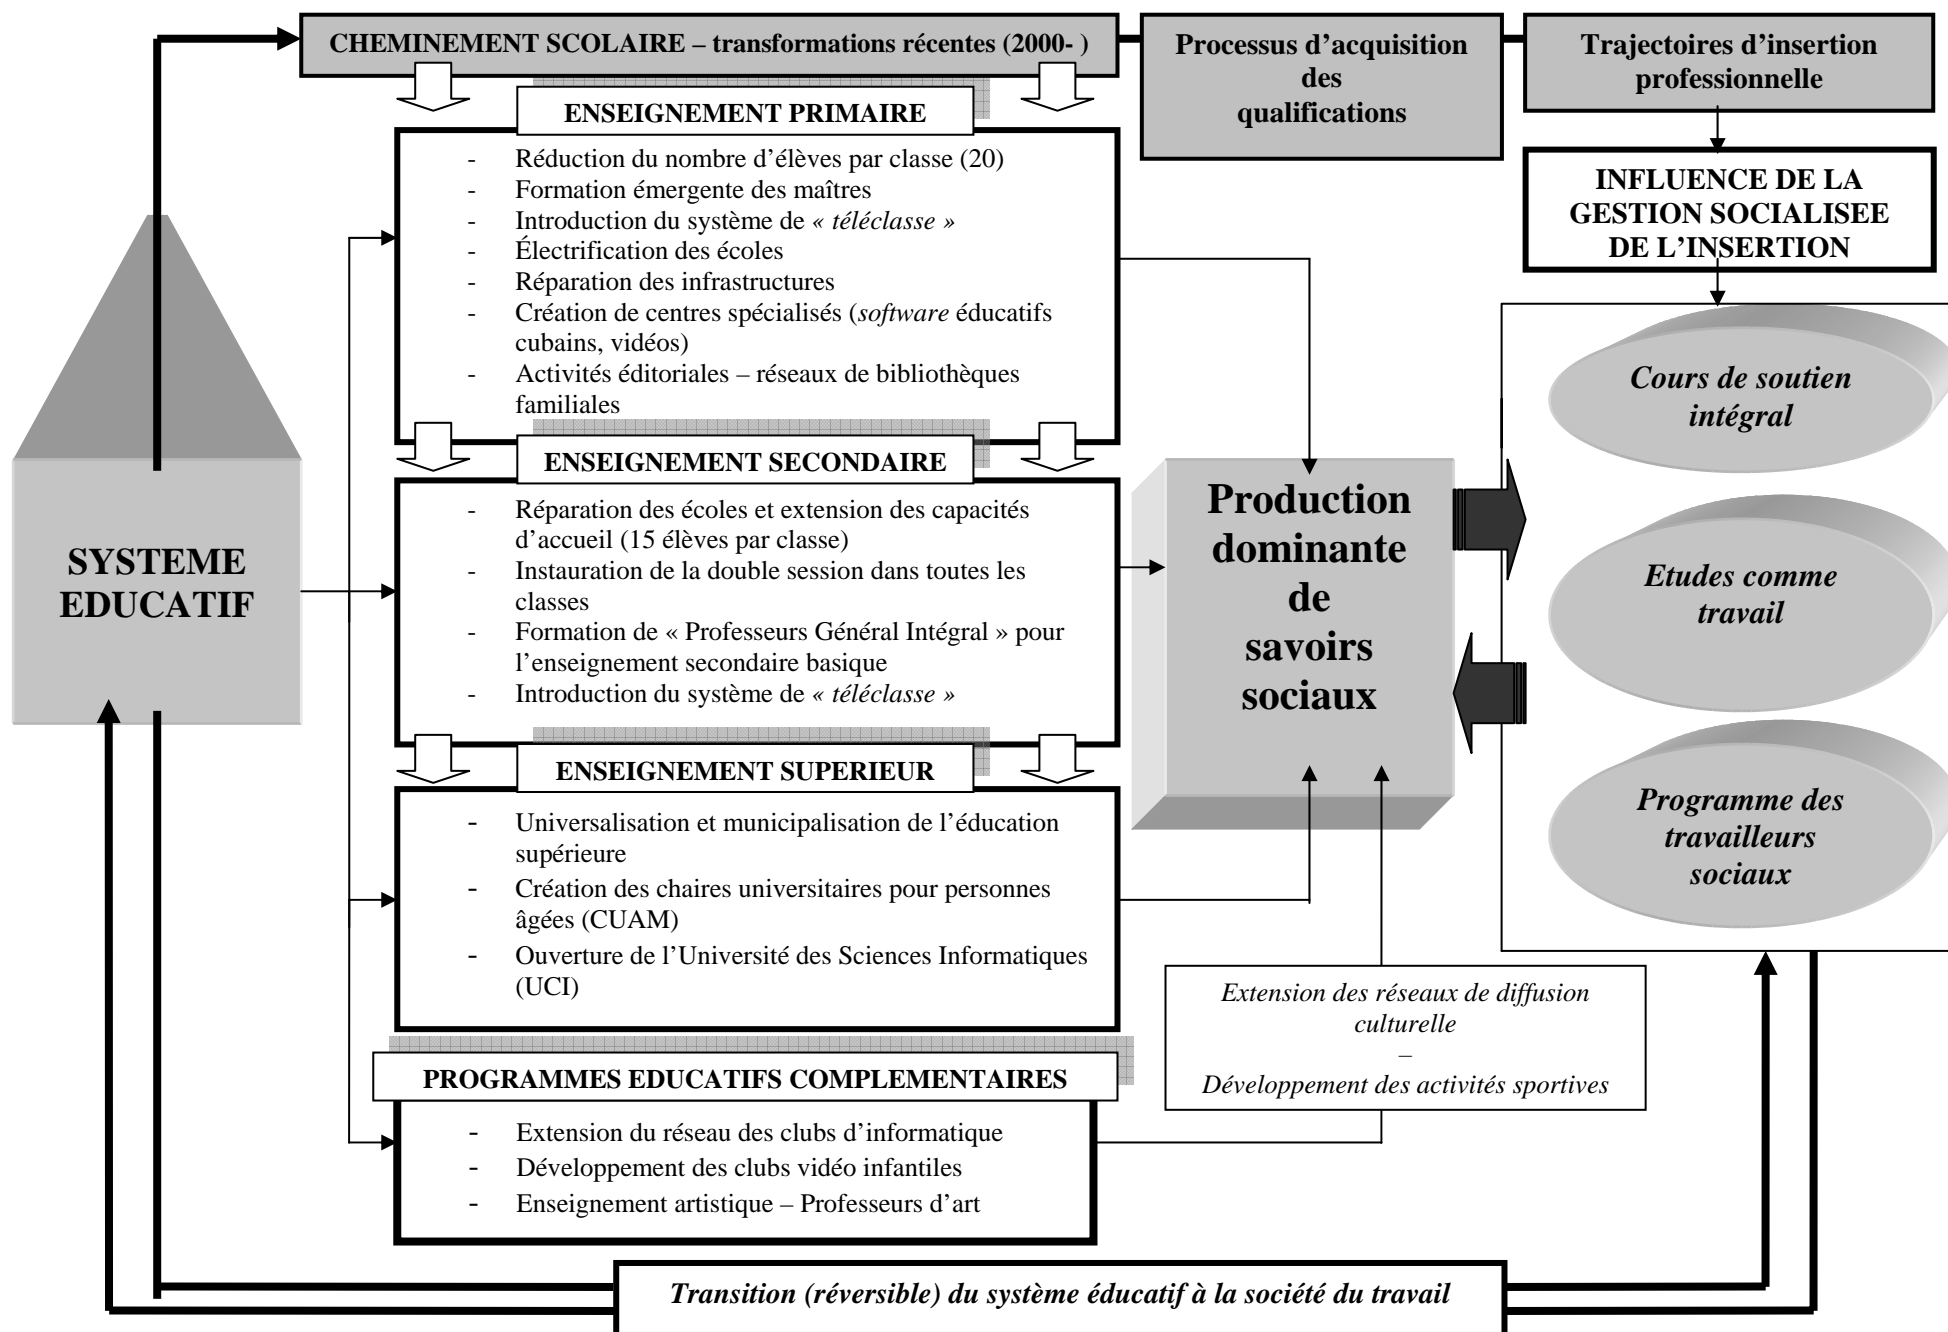 CHEMINEMENT SCOLAIRE – transformations récentes (2000- )
Processus d’acquisition
des
qualifications
Trajectoires d’insertion
professionnelle
INFLUENCE DE LA
GESTION SOCIALISEE
DE L’INSERTION
SYSTEME
EDUCATIF
ENSEIGNEMENT PRIMAIRE
- Réduction du nombre d’élèves par classe (20)
- Formation émergente des maîtres
- Introduction du système de « téléclasse »
- Électrification des écoles
- Réparation des infrastructures
- Création de centres spécialisés (software éducatifs
cubains, vidéos)
- Activités éditoriales – réseaux de bibliothèques
familiales
ENSEIGNEMENT SECONDAIRE
- Réparation des écoles et extension des capacités
d’accueil (15 élèves par classe)
- Instauration de la double session dans toutes les
classes
- Formation de « Professeurs Général Intégral » pour
l’enseignement secondaire basique
- Introduction du système de « téléclasse »
ENSEIGNEMENT SUPERIEUR
- Universalisation et municipalisation de l’éducation
supérieure
- Création des chaires universitaires pour personnes
âgées (CUAM)
- Ouverture de l’Université des Sciences Informatiques
(UCI)
PROGRAMMES EDUCATIFS COMPLEMENTAIRES
- Extension du réseau des clubs d’informatique
- Développement des clubs vidéo infantiles
- Enseignement artistique – Professeurs d’art
Production
dominante
de
savoirs
sociaux
Extension des réseaux de diffusion
culturelle
–
Développement des activités sportives
Cours de soutien
intégral
Etudes comme
travail
Programme des
travailleurs
sociaux
Transition (réversible) du système éducatif à la société du travail